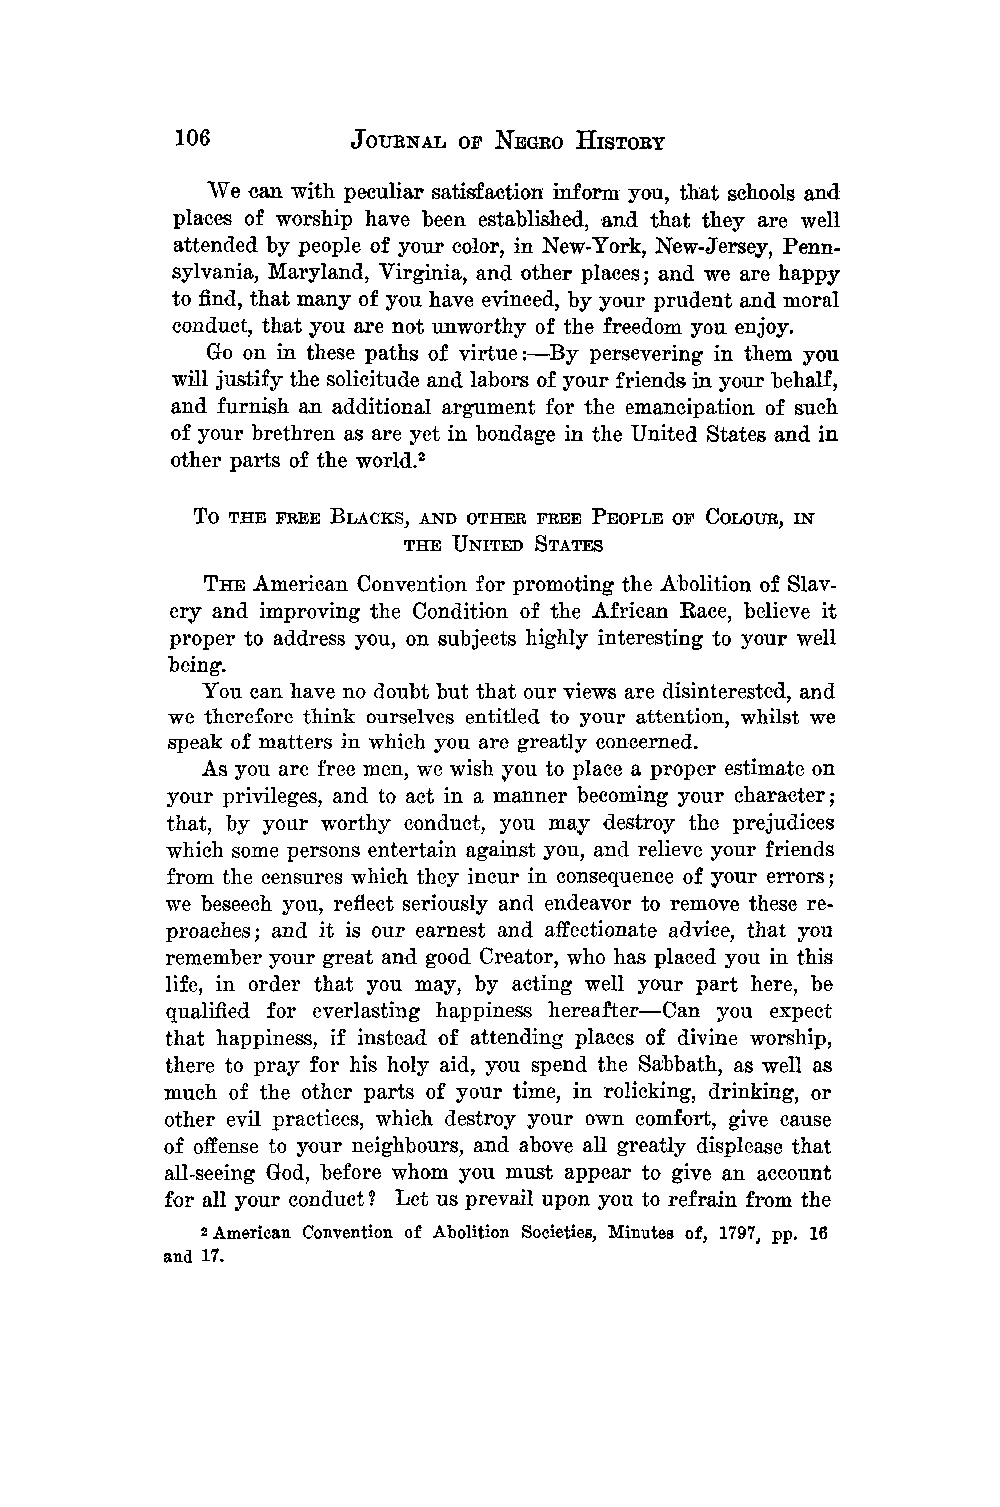 106 JOURNAL OF NEGRO HISTORY
We can with peculiar satisfaction inform you, that schools and
places of worship have been established, and that they are well
attended by people of your color, in New-York, New-Jersey, Penn-
sylvania, Maryland, Virginia, and other places; and we are happy
to find, that many of you have evinced, by your prudent and moral
conduct, that you are not unworthy of the freedom you enjoy.
Go on in these paths of virtue:—By persevering in them you
will justify the solicitude and labors of your friends in your behalf,
and furnish an additional argument for the emancipation of such
of your brethren as are yet in bondage in the United States and in
other parts of the world.²
TO THE FREE BLACKS, AND OTHER FREE PEOPLE OF COLOUR, IN
THE UNITED STATES
THE American Convention for promoting the Abolition of Slav-
ery and improving the Condition of the African Race, believe it
proper to address you, on subjects highly interesting to your well
being.
You can have no doubt but that our views are disinterested, and
we therefore think ourselves entitled to your attention, whilst we
speak of matters in which you are greatly concerned.
As you are free men, we wish you to place a proper estimate on
your privileges, and to act in a manner becoming your character;
that, by your worthy conduct, you may destroy the prejudices
which some persons entertain against you, and relieve your friends
from the censures which they incur in consequence of your errors;
we beseech you, reflect seriously and endeavor to remove these re-
proaches; and it is our earnest and affectionate advice, that you
remember your great and good Creator, who has placed you in this
life, in order that you may, by acting well your part here, be
qualified for everlasting happiness hereafter—Can you expect
that happiness, if instead of attending places of divine worship,
there to pray for his holy aid, you spend the Sabbath, as well as
much of the other parts of your time, in rolicking, drinking, or
other evil practices, which destroy your own comfort, give cause
of offense to your neighbours, and above all greatly displease that
all-seeing God, before whom you must appear to give an account
for all your conduct? Let us prevail upon you to refrain from the
² American Convention of Abolition Societies, Minutes of, 1797, pp. 16
and 17.